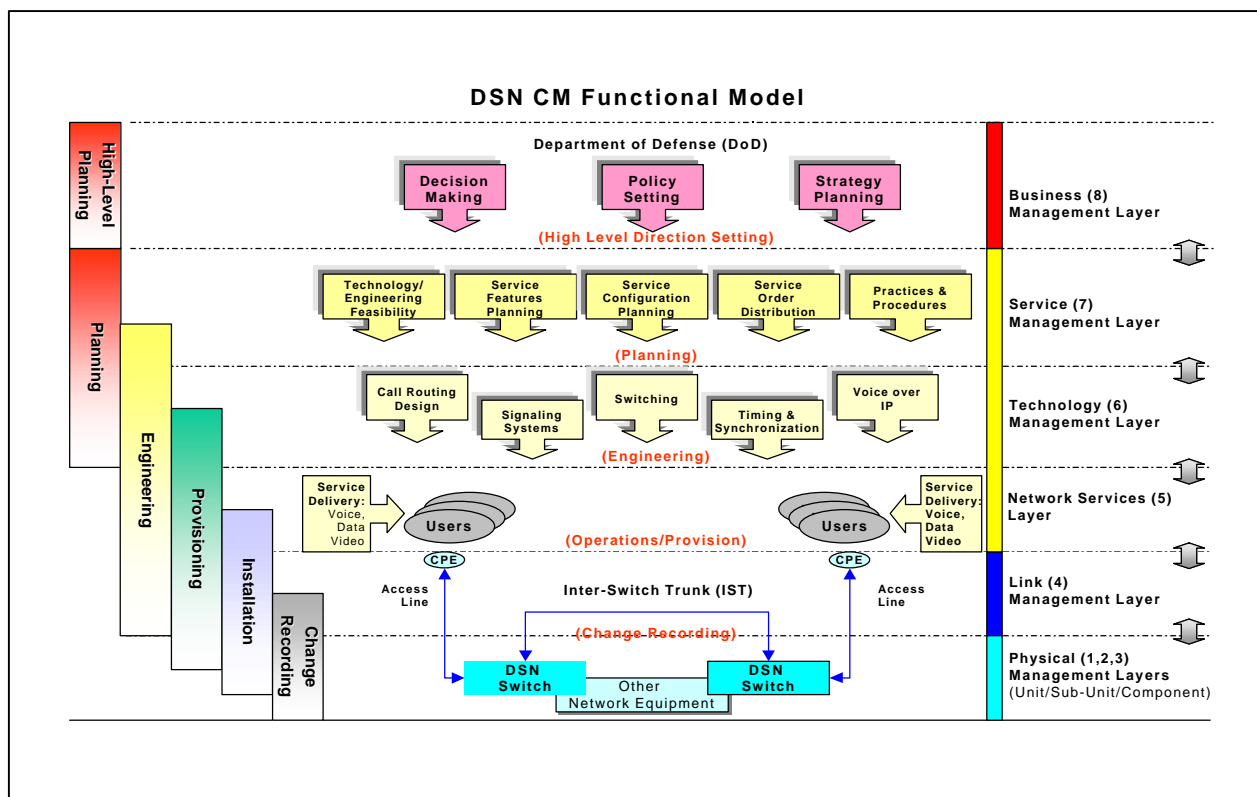 DSN CM Functional Model
High-Level
Planning
Planning
Engineering
Provisioning
Installation
Change
Recording
Department of Defense (DoD)
Decision
Making
Policy
Setting
Strategy
Planning
(High Level Direction Setting)
Business (8)
Management Layer
Technology/
Engineering
Feasibility
Service
Features
Planning
Service
Configuration
Planning
Service
Order
Distribution
Practices &
Procedures
(Planning)
Service (7)
Management Layer
Call Routing
Design
Signaling
Systems
Switching
Timing &
Synchronization
Voice over
IP
(Engineering)
Technology (6)
Management Layer
Service
Delivery:
Voice,
Data
Video
Users
Users
Service
Delivery:
Voice,
Data
Video
(Operations/Provision)
Network Services (5)
Layer
CPE
CPE
Access
Line
Inter-Switch Trunk (IST)
Access
Line
(Change Recording)
Link (4)
Management Layer
DSN
Switch
DSN
Switch
Other
Network Equipment
Physical (1,2,3)
Management Layers
(Unit/Sub-Unit/Component)